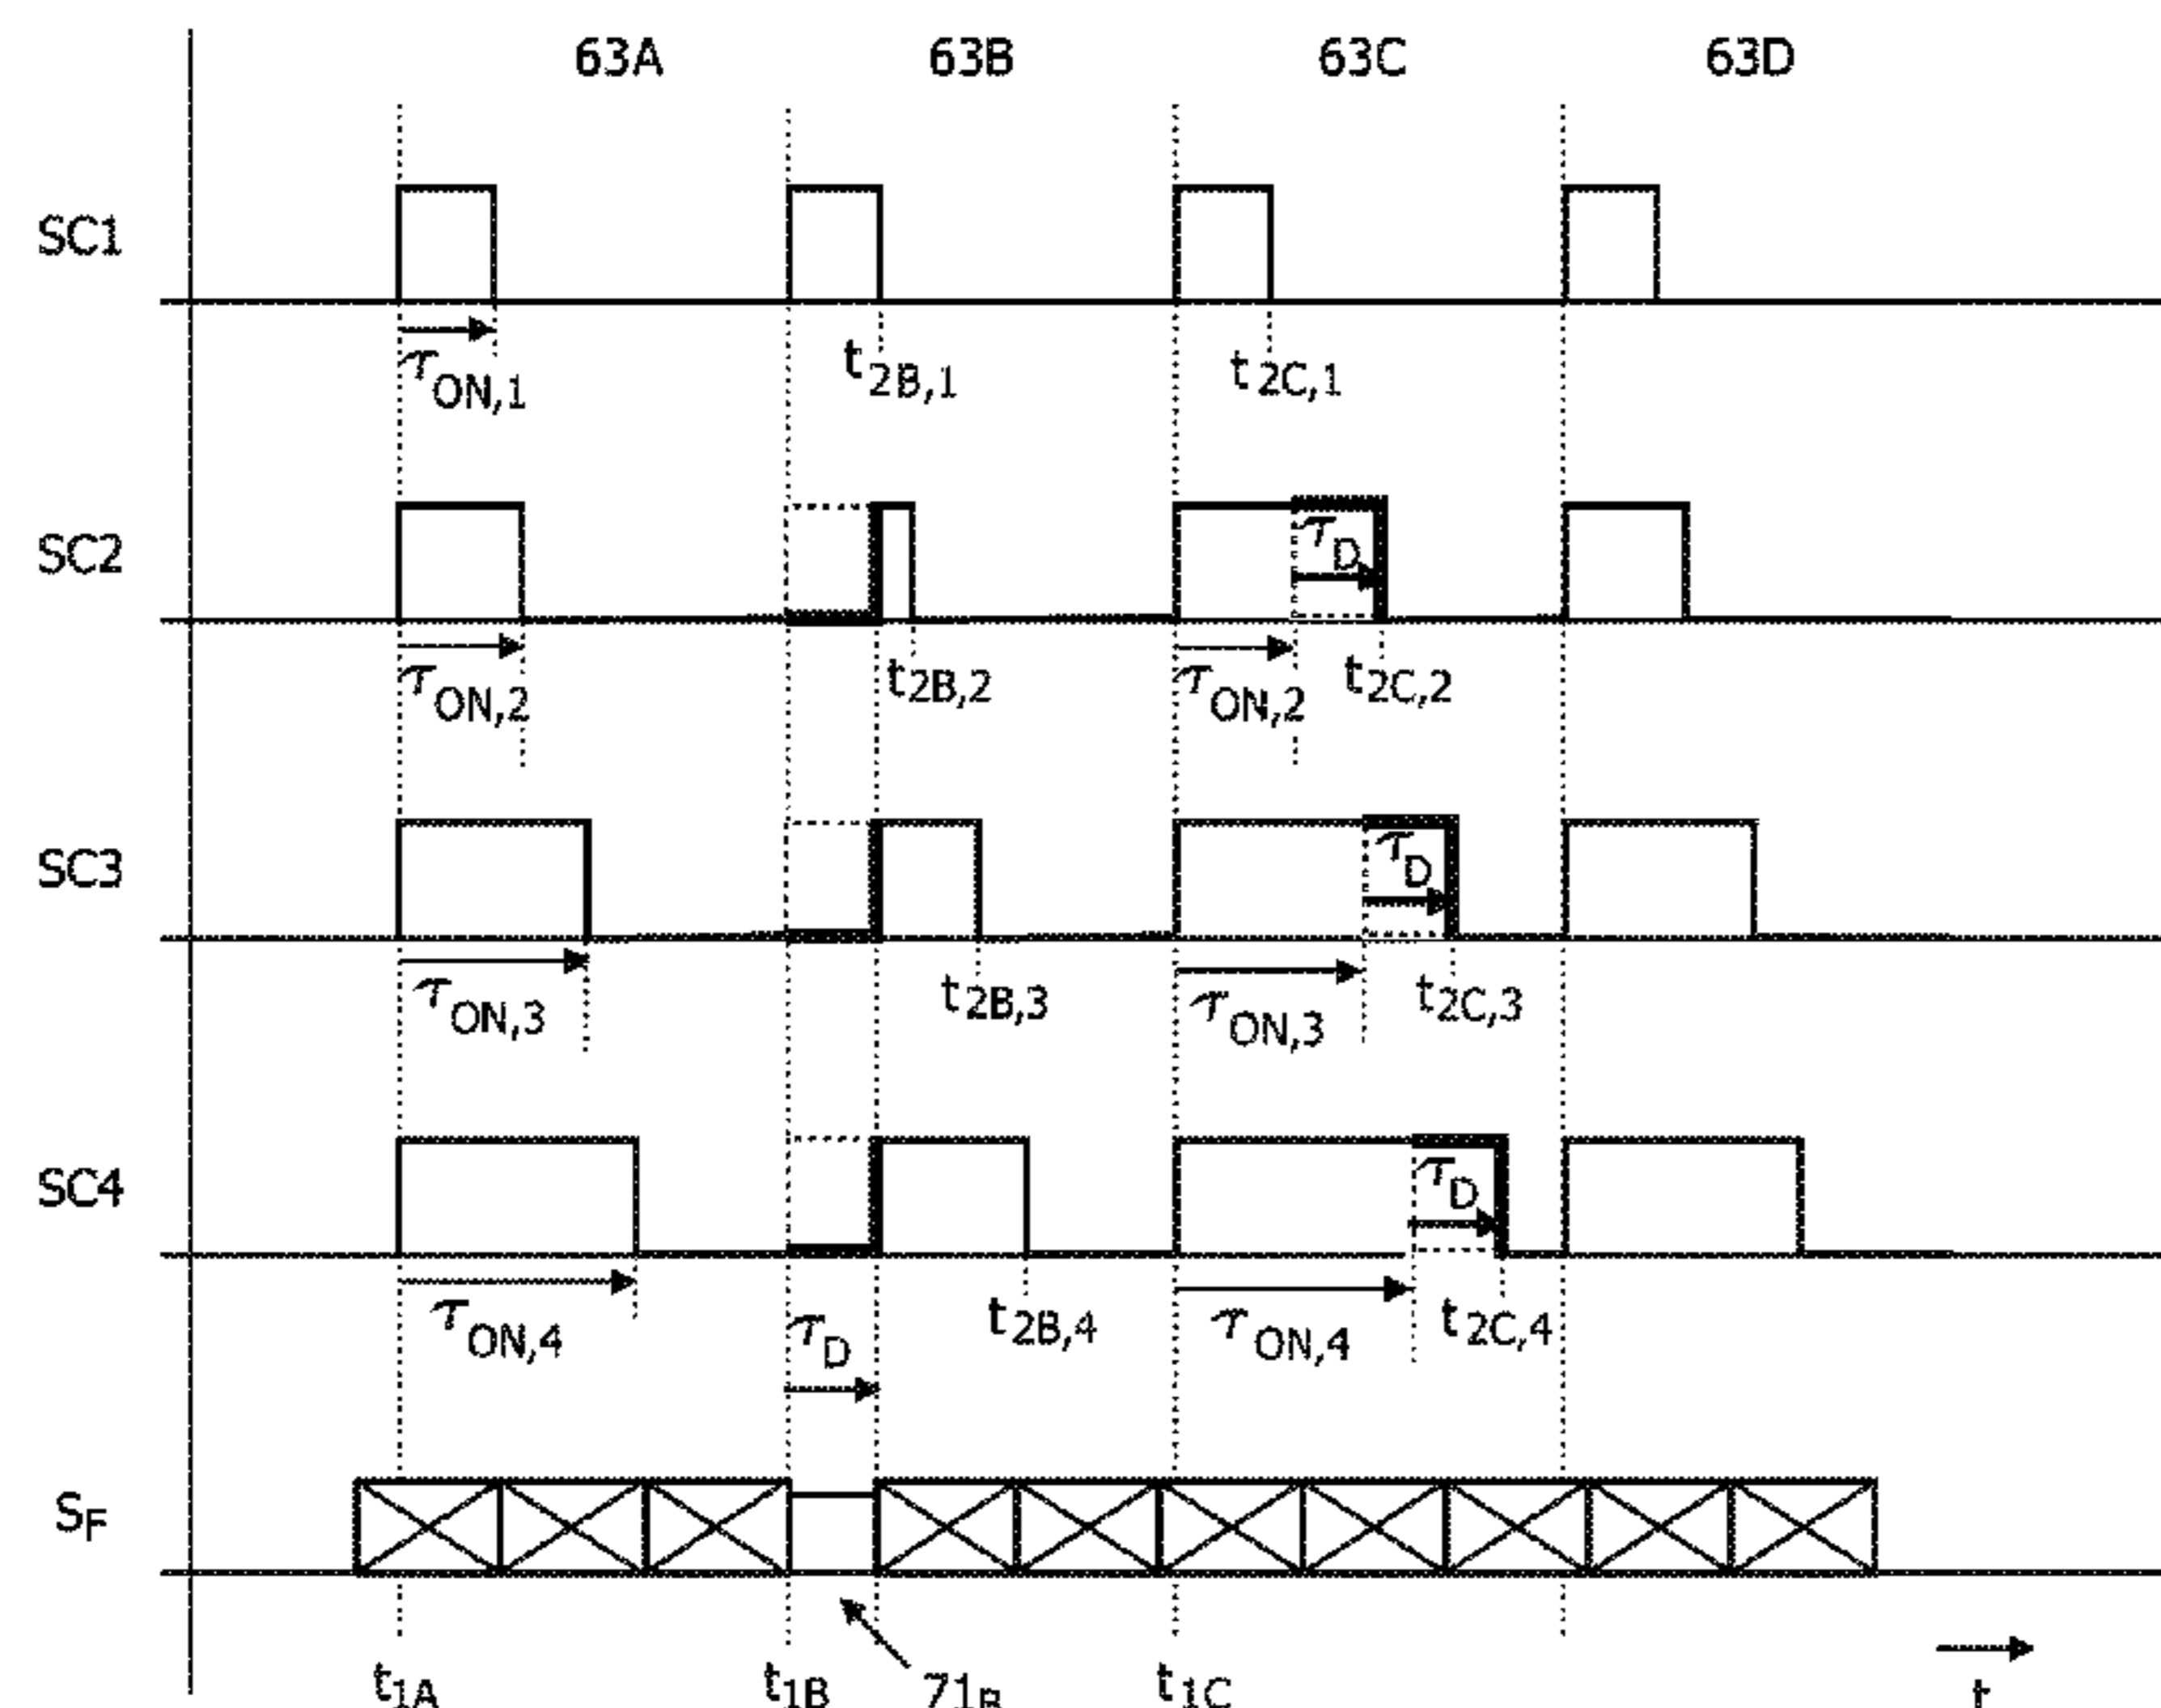 63A 63B 63C 63D
SC1
τON,1 t2B,1 t2C,1
SC2
τD
τON,2 t2B,2 τON,2 t2C,2
SC3
τD
τON,3 t2B,3 τON,3 t2C,3
SC4
τD
τON,4 τD t2B,4 τON,4 t2C,4
SF
t1A t1B 71B t1C t